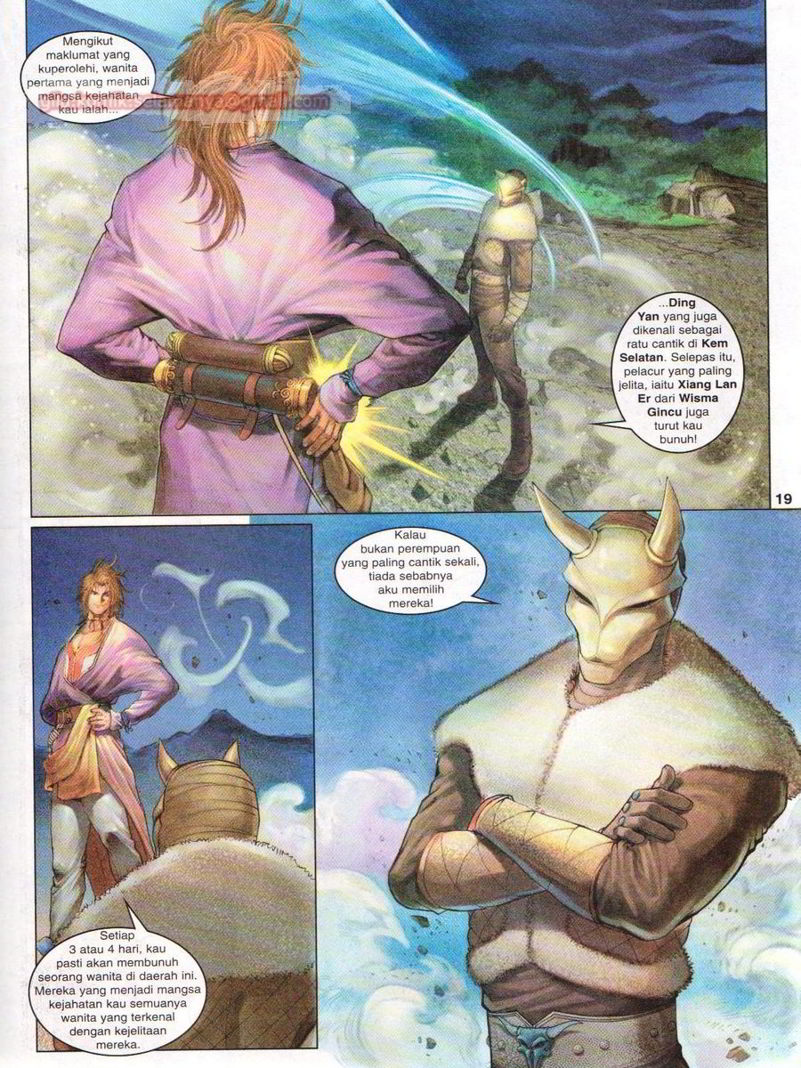 Mengikut
maklumat yang
kuperolehi, wanita
pertama yang menjadi
mangsa kejahatan
kau ialah...
...Ding
Yan yang juga
dikenali sebagai
ratu cantik di Kem
Selatan. Selepas itu,
pelacur yang paling
jelita, iaitu Xiang Lan
Er dari Wisma
Gincu juga
turut kau
bunuh!
19
Kalau
bukan perempuan
yang paling cantik sekali,
tiada sebabnya
aku memilih
mereka!
Setiap
3 atau 4 hari, kau
pasti akan membunuh
seorang wanita di daerah ini.
Mereka yang menjadi mangsa
kejahatan kau semuanya
wanita yang terkenal
dengan kejelitaan
mereka.